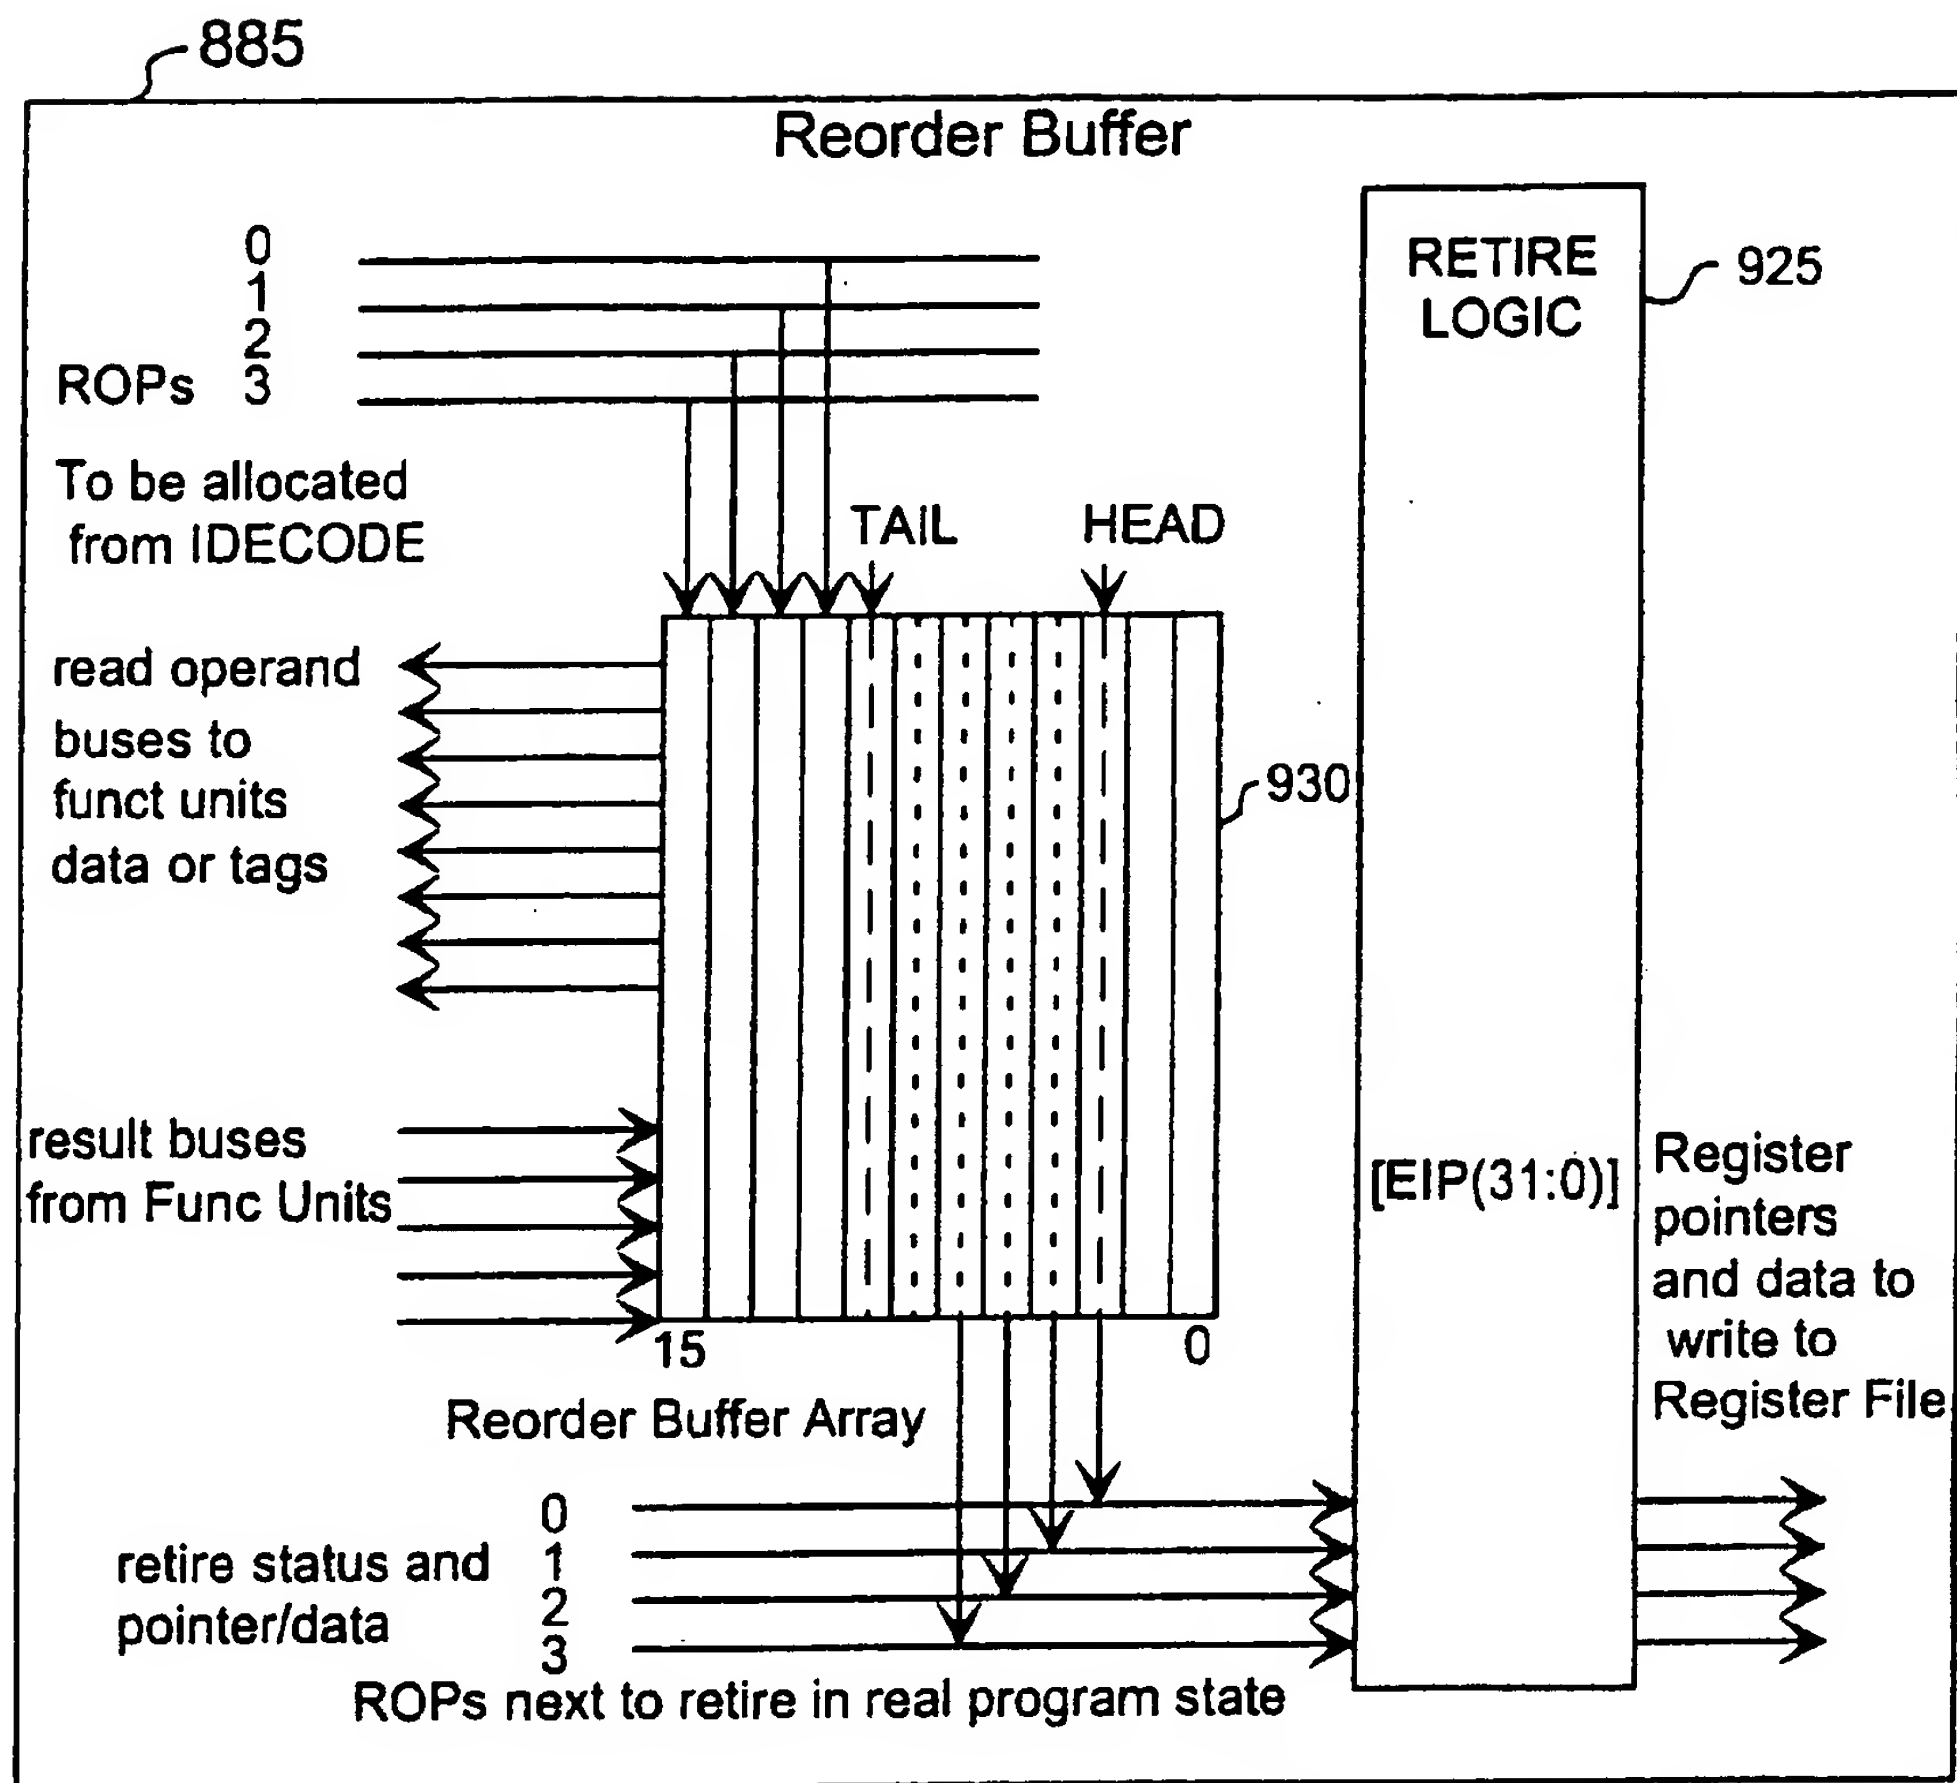 885
Reorder Buffer
0
1
2
ROPs 3
To be allocated
from IDECODE
TAIL
HEAD
RETIRE
LOGIC
925
read operand
buses to
funct units
data or tags
930
result buses
from Func Units
[EIP(31:0)]
Register
pointers
and data to
write to
Register File
15
0
Reorder Buffer Array
0
1
2
3
retire status and
pointer/data
ROPs next to retire in real program state